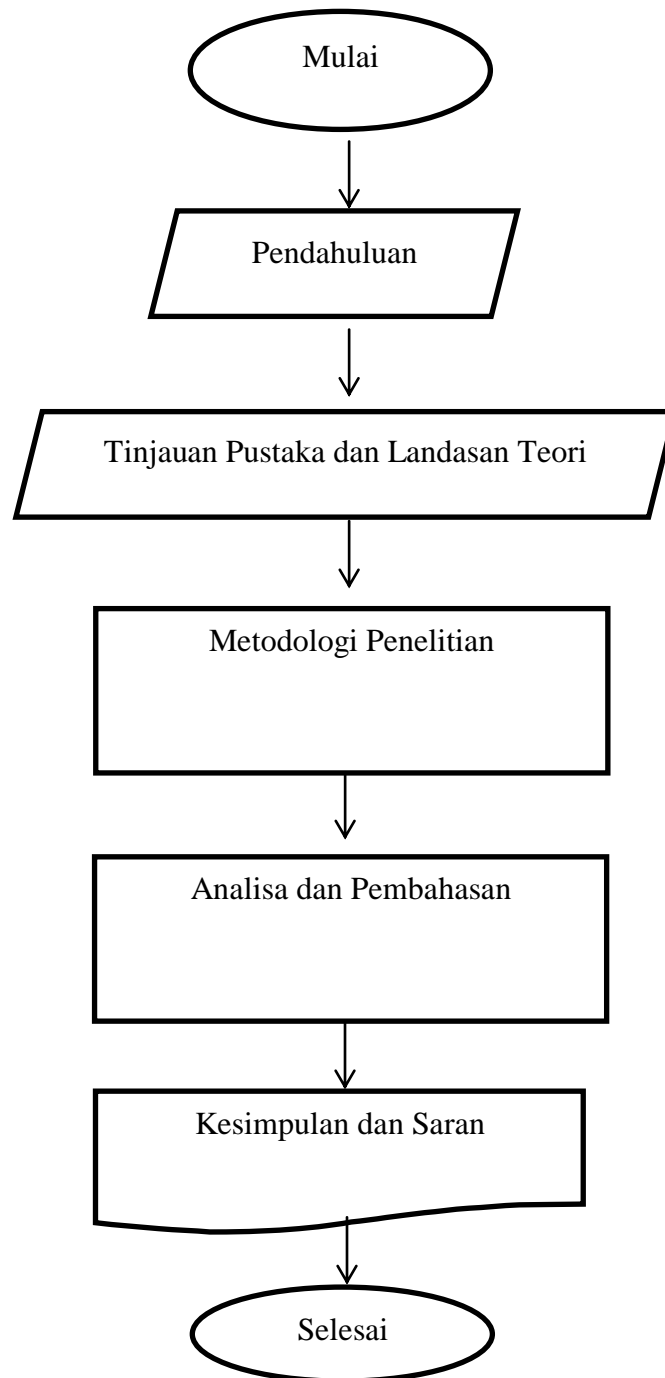 Mulai
Pendahuluan
Tinjauan Pustaka dan Landasan Teori
Metodologi Penelitian
Analisa dan Pembahasan
Kesimpulan dan Saran
Selesai